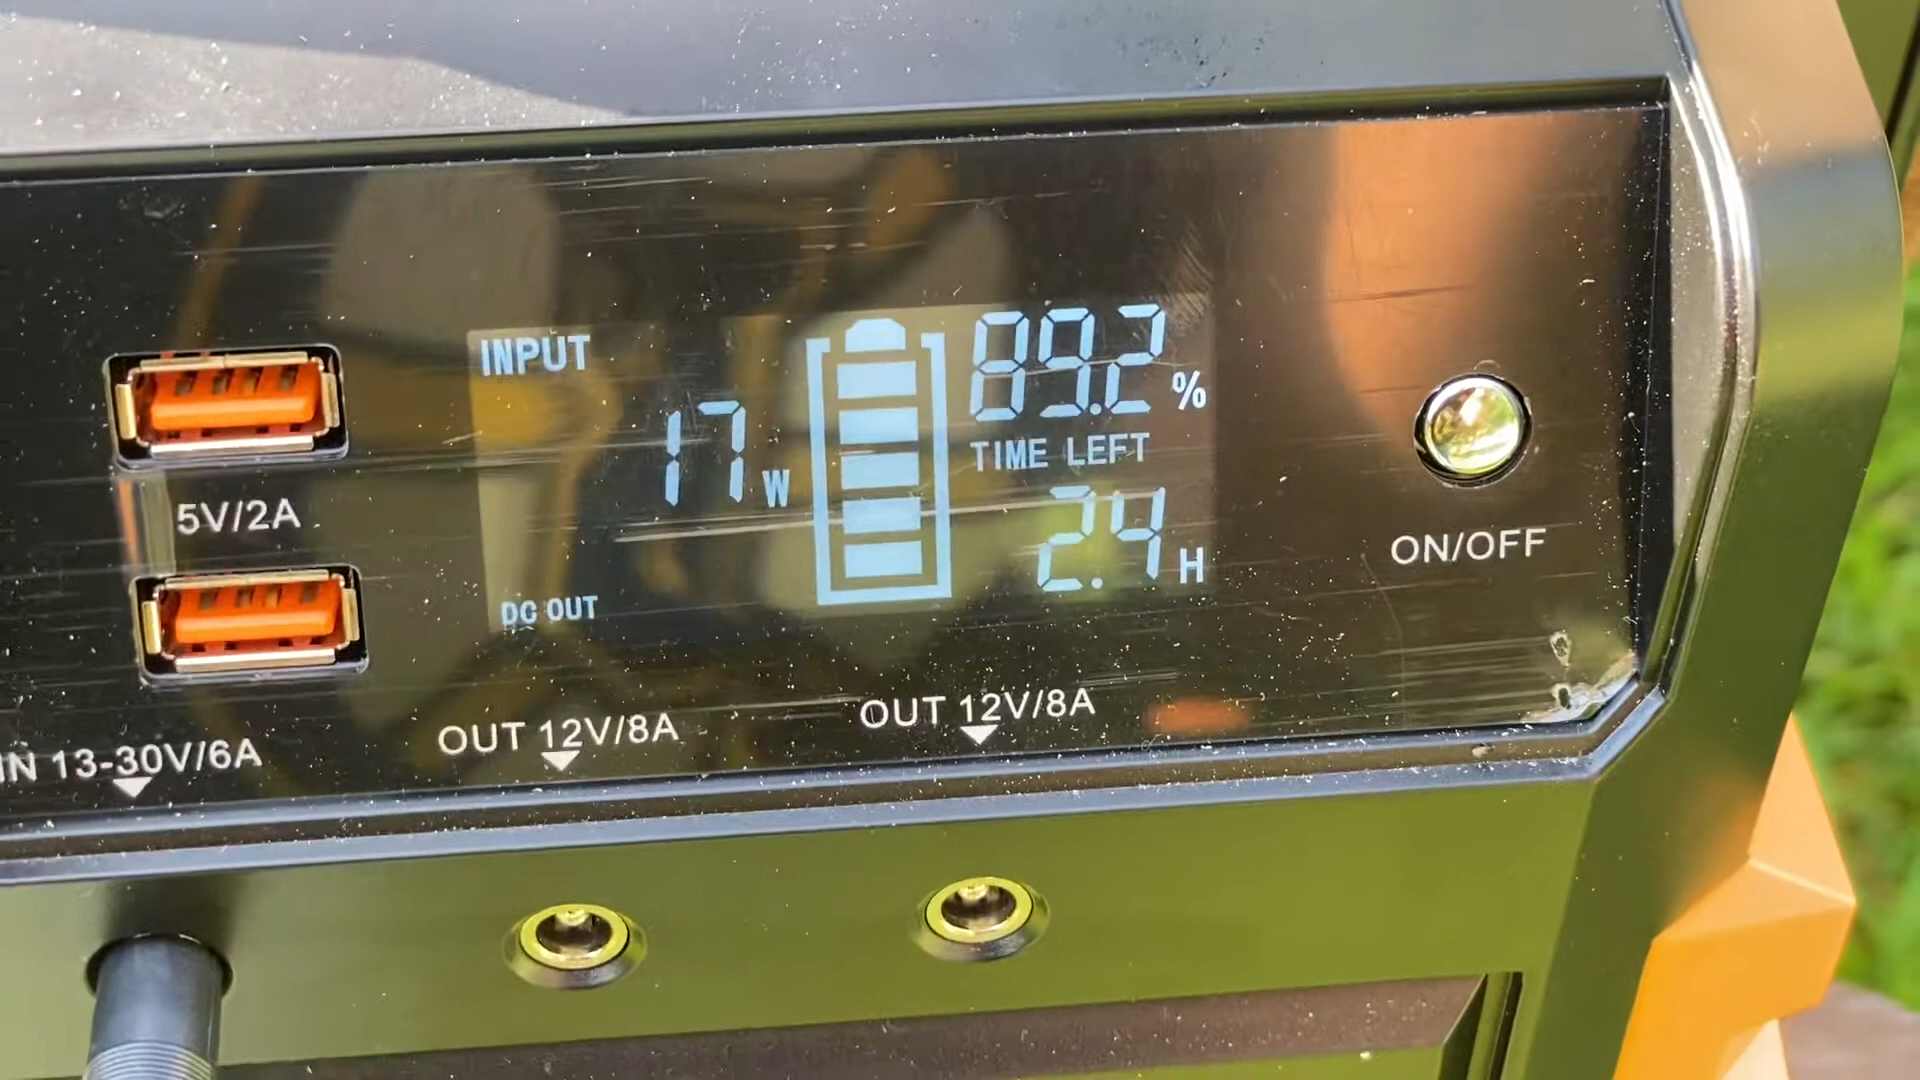 INPUT
17 W
89.2 %
TIME LEFT
2.4 H
DC OUT
5V/2A
ON/OFF
IN 13-30V/6A
OUT 12V/8A
OUT 12V/8A